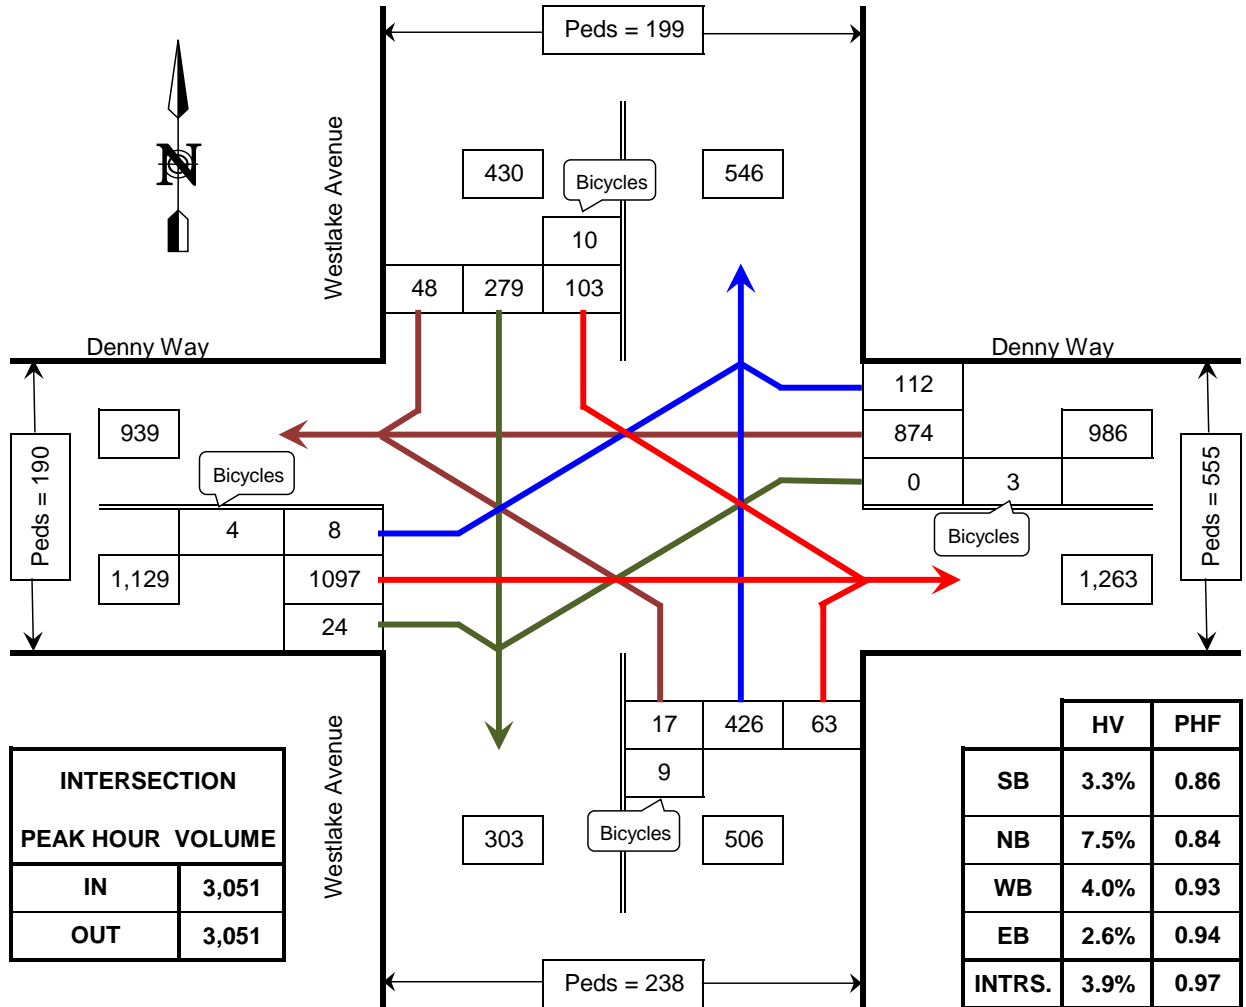 Peds = 199
N
Westlake Avenue
430
546
Bicycles
10
48 279 103
Denny Way
Denny Way
112
939
874 986
Peds = 190
Bicycles
0 3
Peds = 555
4 8
Bicycles
1,129 1097
1,263
24
17 426 63
9
Westlake Avenue
Bicycles
303
506
INTERSECTION
PEAK HOUR VOLUME
IN 3,051
OUT 3,051
HV PHF
SB 3.3% 0.86
NB 7.5% 0.84
WB 4.0% 0.93
EB 2.6% 0.94
INTRS. 3.9% 0.97
Peds = 238